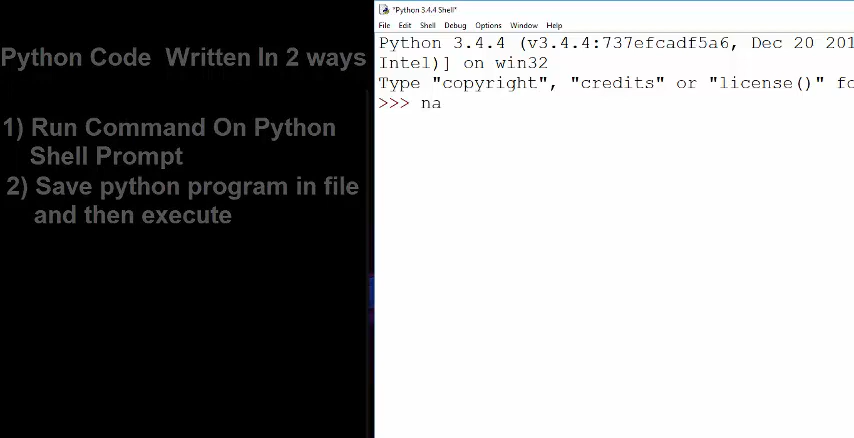 Python Code Written In 2 ways
1) Run Command On Python
Shell Prompt
2) Save python program in file
and then execute
*Python 3.4.4 Shell*
File Edit Shell Debug Options Window Help
Python 3.4.4 (v3.4.4:737efcadf5a6, Dec 20 201
Intel)] on win32
Type "copyright", "credits" or "license()" fo
>>> na